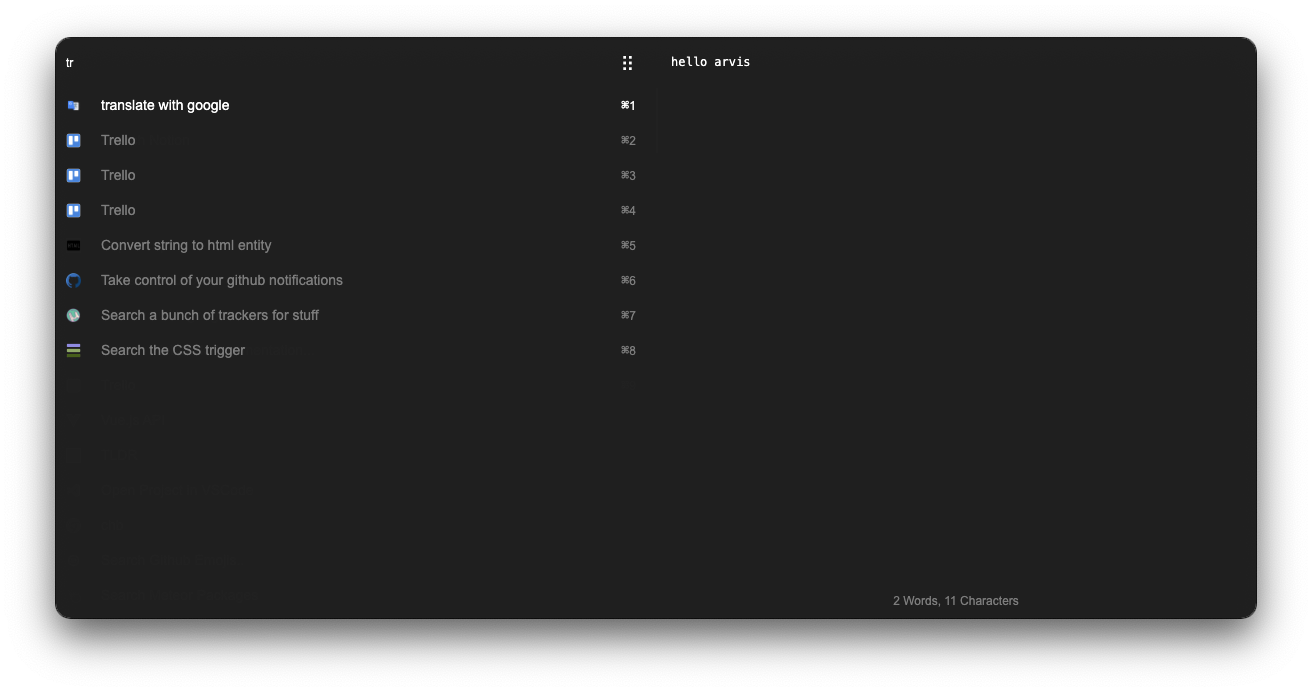 tr
hello arvis
translate with google ⌘1
Trello ⌘2
Trello ⌘3
Trello ⌘4
Convert string to html entity ⌘5
Take control of your github notifications ⌘6
Search a bunch of trackers for stuff ⌘7
Search the CSS trigger ⌘8
2 Words, 11 Characters